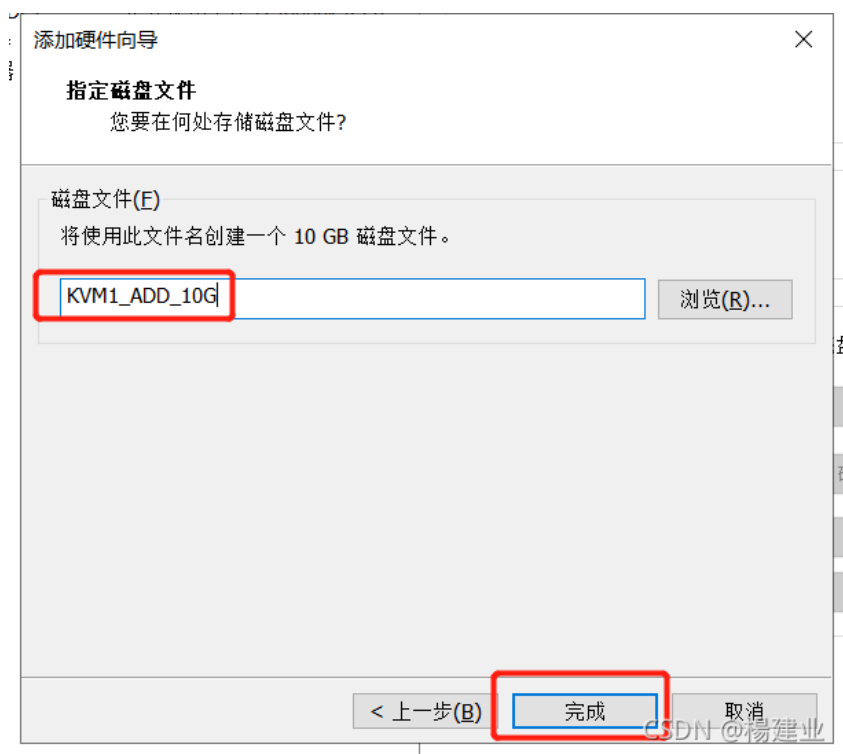 添加硬件向导
指定磁盘文件
您要在何处存储磁盘文件?
磁盘文件(F)
将使用此文件名创建一个 10 GB 磁盘文件。
KVM1_ADD_10G
浏览(R)...
< 上一步(B)
完成
取消
CSDN @楊建业